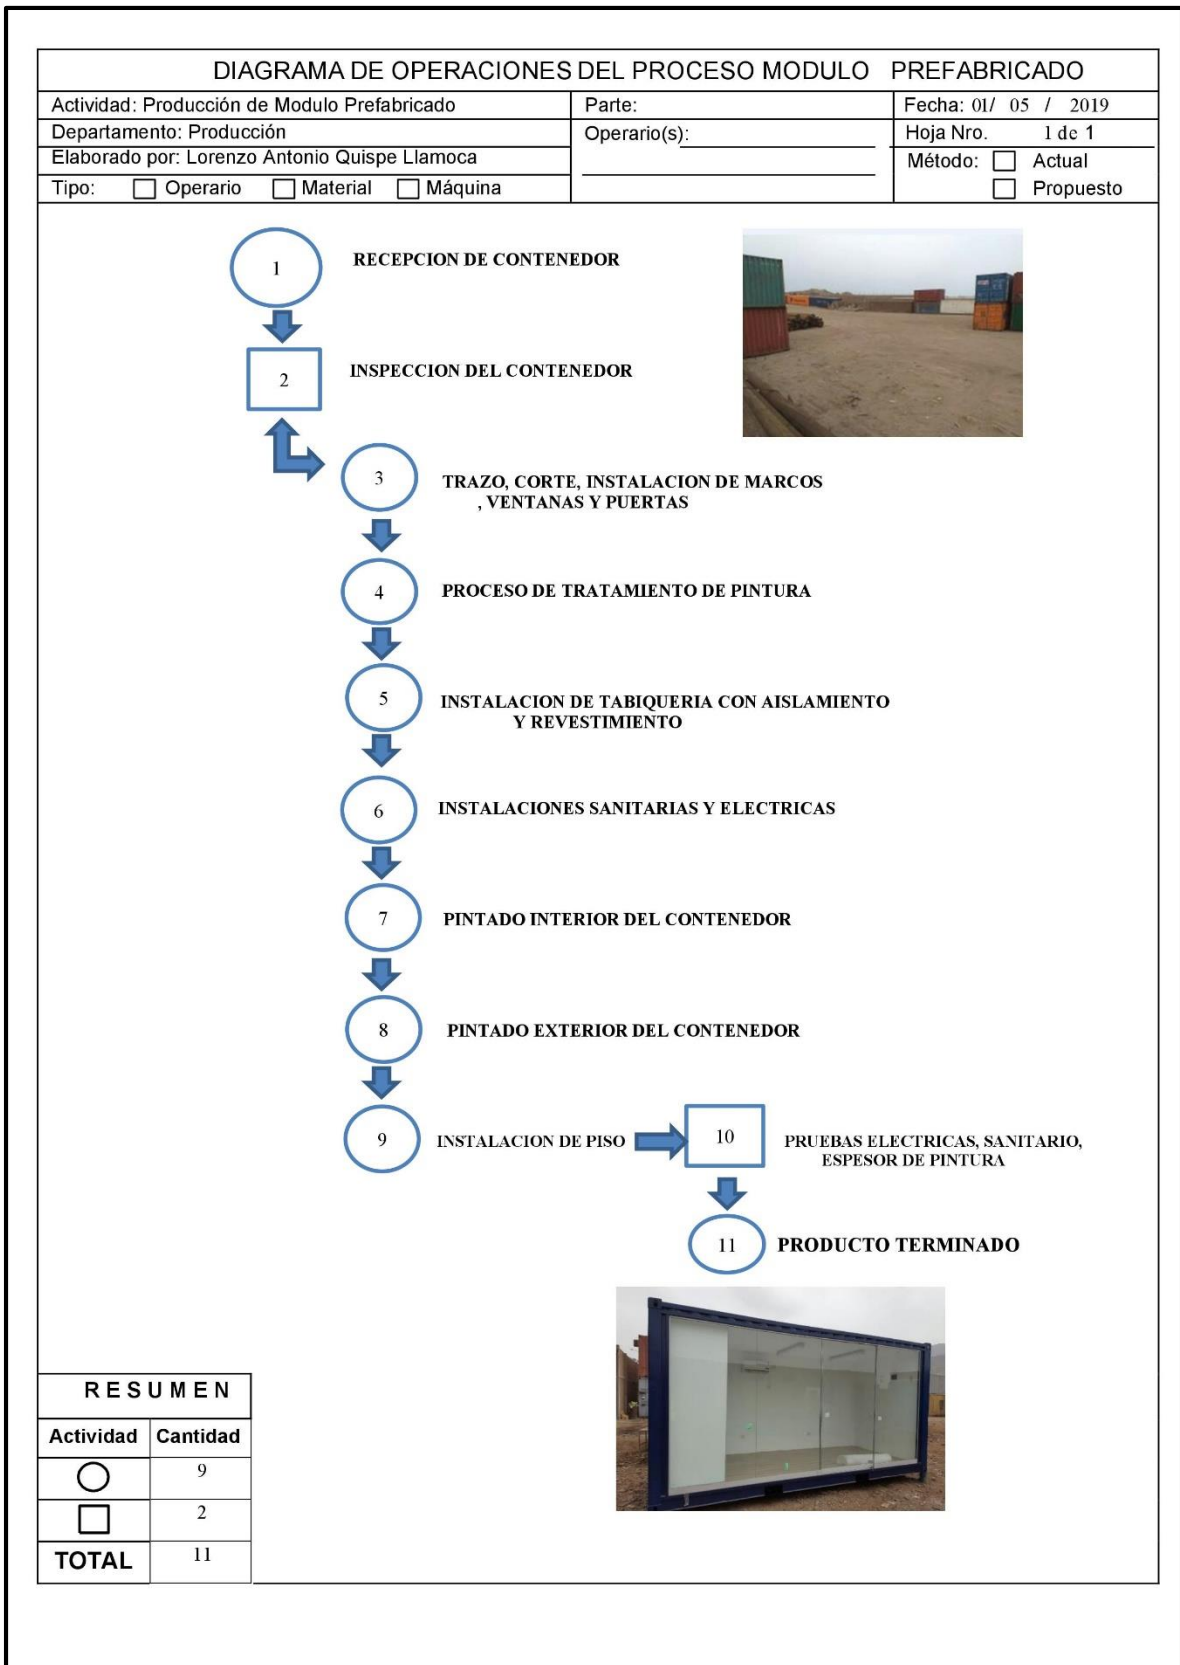 DIAGRAMA DE OPERACIONES DEL PROCESO MODULO PREFABRICADO
Actividad: Producción de Modulo Prefabricado
Parte:
Fecha: 01/ 05 / 2019
Departamento: Producción
Operario(s):
Hoja Nro. 1 de 1
Elaborado por: Lorenzo Antonio Quispe Llamoca
Método: Actual
Tipo: Operario Material Máquina
Propuesto
1 RECEPCION DE CONTENEDOR
2 INSPECCION DEL CONTENEDOR
3 TRAZO, CORTE, INSTALACION DE MARCOS
, VENTANAS Y PUERTAS
4 PROCESO DE TRATAMIENTO DE PINTURA
5 INSTALACION DE TABIQUERIA CON AISLAMIENTO
Y REVESTIMIENTO
6 INSTALACIONES SANITARIAS Y ELECTRICAS
7 PINTADO INTERIOR DEL CONTENEDOR
8 PINTADO EXTERIOR DEL CONTENEDOR
9 INSTALACION DE PISO
10 PRUEBAS ELECTRICAS, SANITARIO,
ESPESOR DE PINTURA
11 PRODUCTO TERMINADO
RESUMEN
Actividad Cantidad
9
2
TOTAL 11